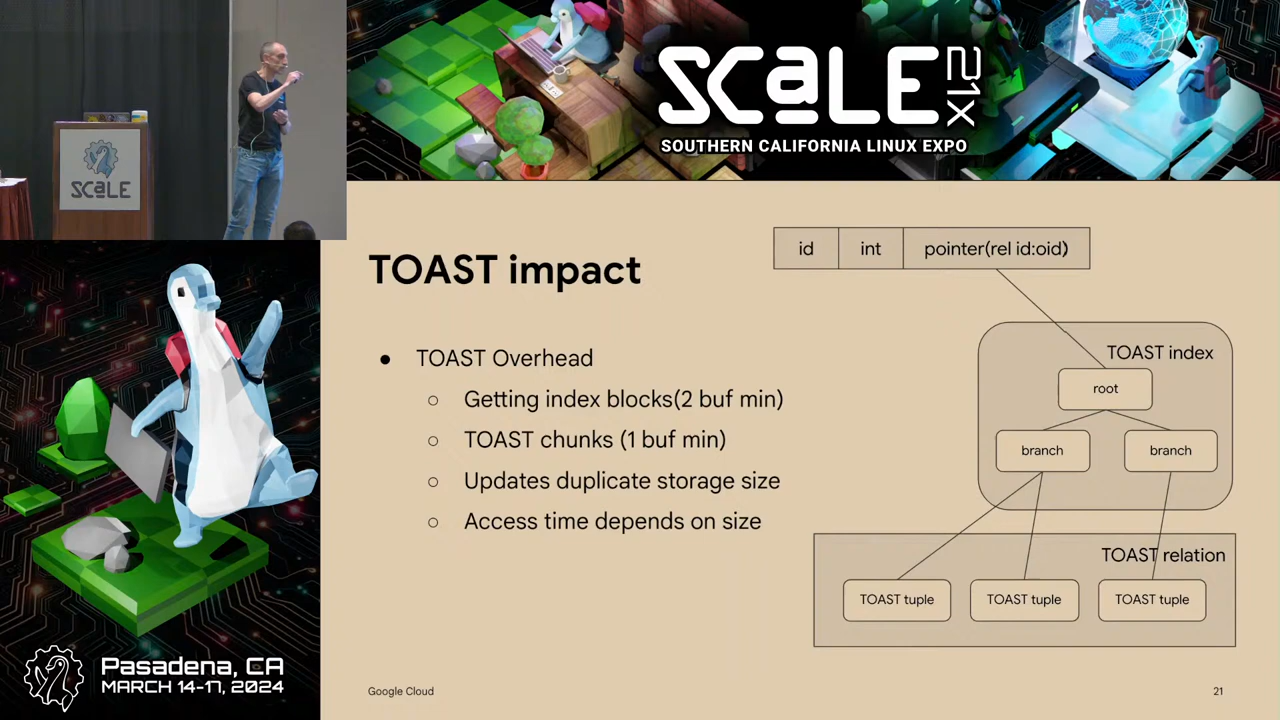 SCALE
SCALE 21X
SOUTHERN CALIFORNIA LINUX EXPO
TOAST impact
● TOAST Overhead
○ Getting index blocks(2 buf min)
○ TOAST chunks (1 buf min)
○ Updates duplicate storage size
○ Access time depends on size
id int pointer(rel id:oid)
TOAST index
root
branch branch
TOAST relation
TOAST tuple TOAST tuple TOAST tuple
Pasadena, CA
MARCH 14-17, 2024
Google Cloud
21